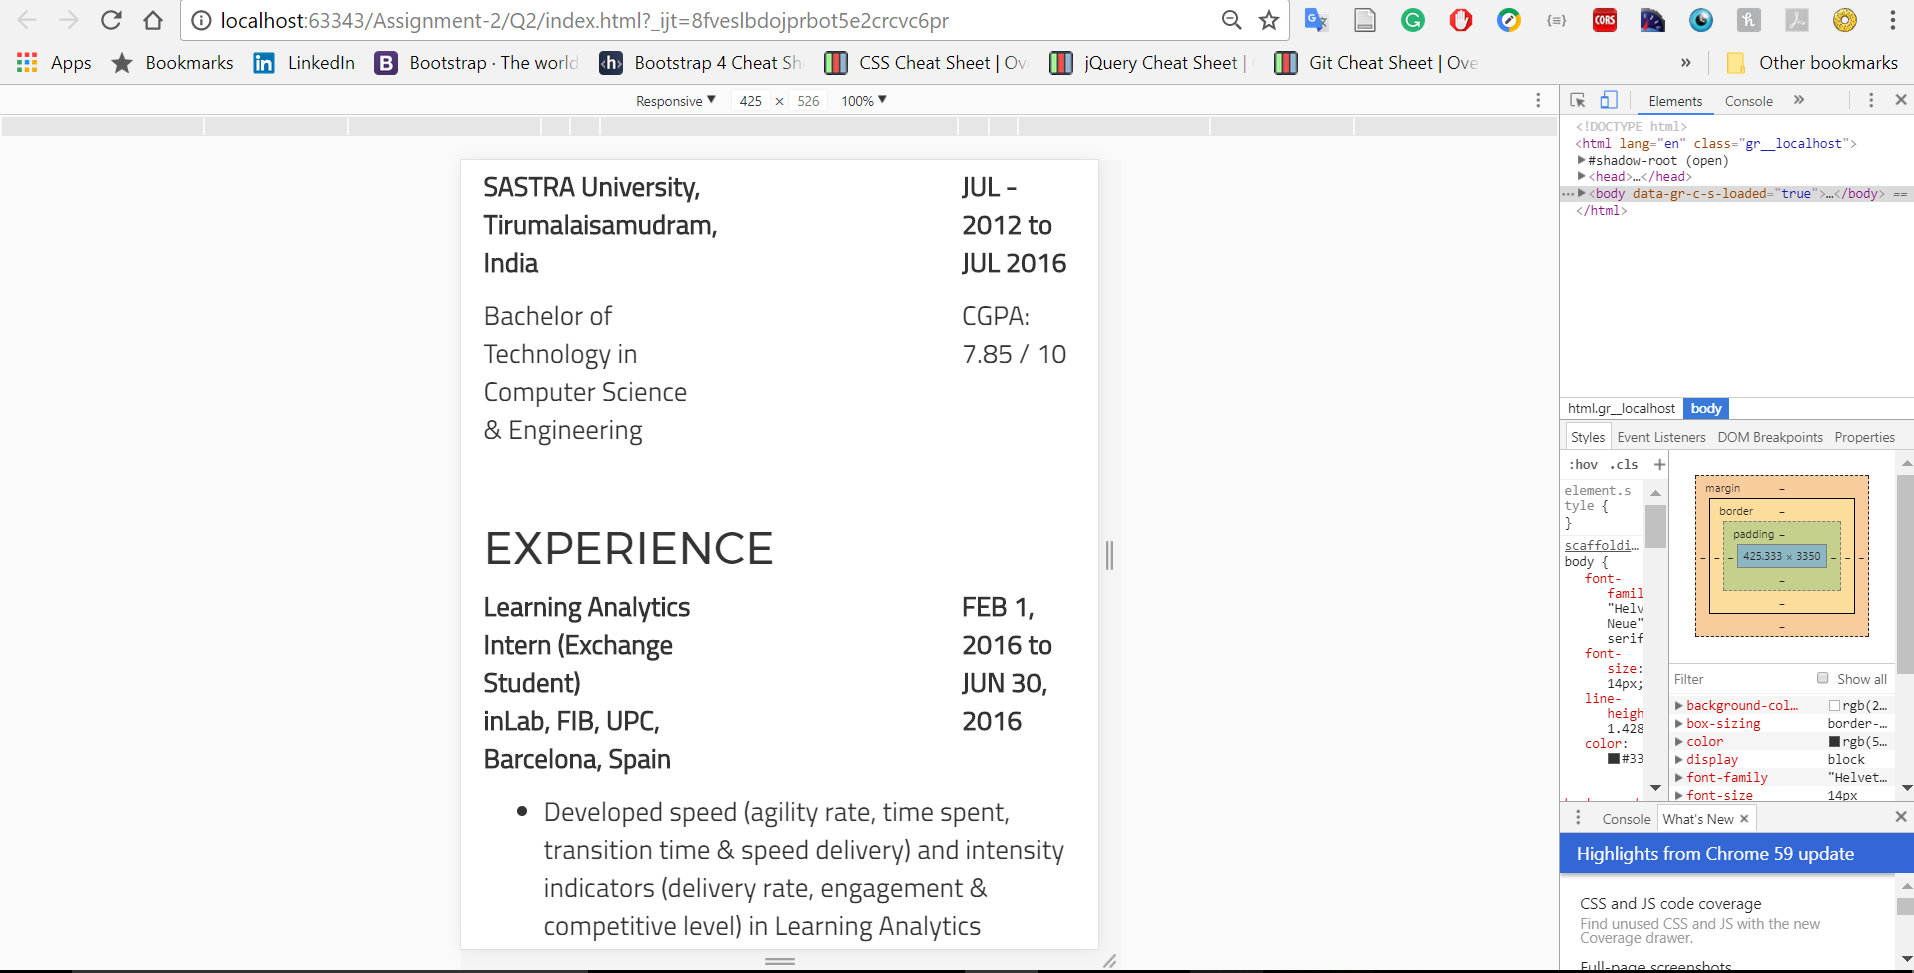 localhost:63343/Assignment-2/Q2/index.html?_ijt=8fveslbdojprbot5e2crcvc6pr
Apps Bookmarks LinkedIn Bootstrap · The world Bootstrap 4 Cheat Sh CSS Cheat Sheet | Ov jQuery Cheat Sheet | Git Cheat Sheet | Ove » Other bookmarks
Responsive ▼ 425 × 526 100% ▼
Elements Console »
SASTRA University,
Tirumalaisamudram,
India
JUL -
2012 to
JUL 2016
Bachelor of
Technology in
Computer Science
& Engineering
CGPA:
7.85 / 10
EXPERIENCE
Learning Analytics
Intern (Exchange
Student)
inLab, FIB, UPC,
Barcelona, Spain
FEB 1,
2016 to
JUN 30,
2016
• Developed speed (agility rate, time spent,
transition time & speed delivery) and intensity
indicators (delivery rate, engagement &
competitive level) in Learning Analytics
<!DOCTYPE html>
<html lang="en" class="gr__localhost">
#shadow-root (open)
<head>…</head>
<body data-gr-c-s-loaded="true">…</body> ==
</html>
html.gr__localhost body
Styles Event Listeners DOM Breakpoints Properties
:hov .cls +
element.s
tyle {
}
scaffoldi…
body {
font-
famil
"Helv
Neue"
serif
font-
size:
14px;
line-
heigh
1.428
color:
#33
margin –
border –
padding –
425.333 × 3350
Filter Show all
background-col… rgb(2…
box-sizing border-…
color rgb(5…
display block
font-family "Helvet…
font-size 14px
Console What's New ×
Highlights from Chrome 59 update
CSS and JS code coverage
Find unused CSS and JS with the new
Coverage drawer.
Full-page screenshots